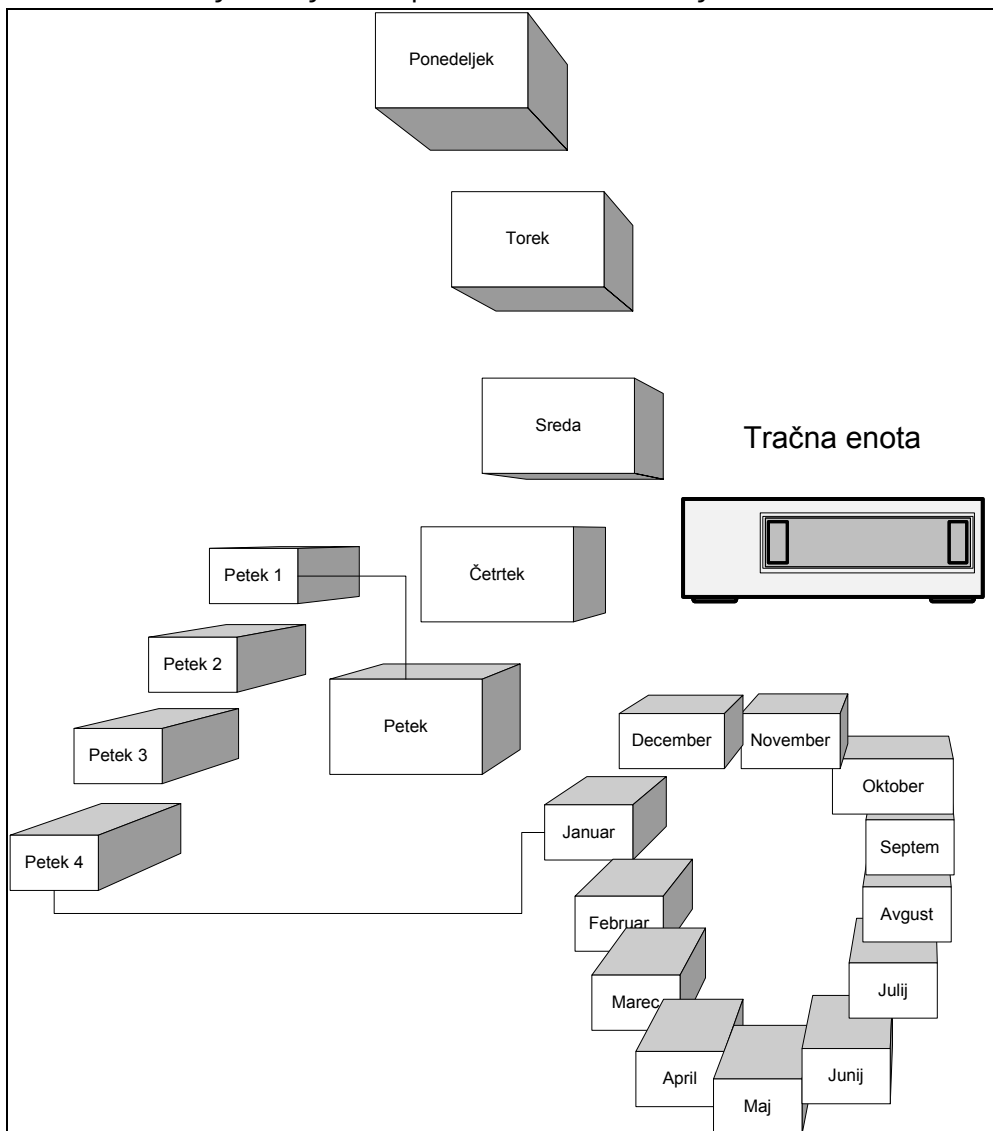 Ponedeljek
Torek
Sreda
Tračna enota
Četrtek
Petek 1
Petek 2
Petek 3
Petek 4
Petek
December
November
Oktober
Januar
Septem
Februar
Avgust
Marec
Julij
April
Junij
Maj